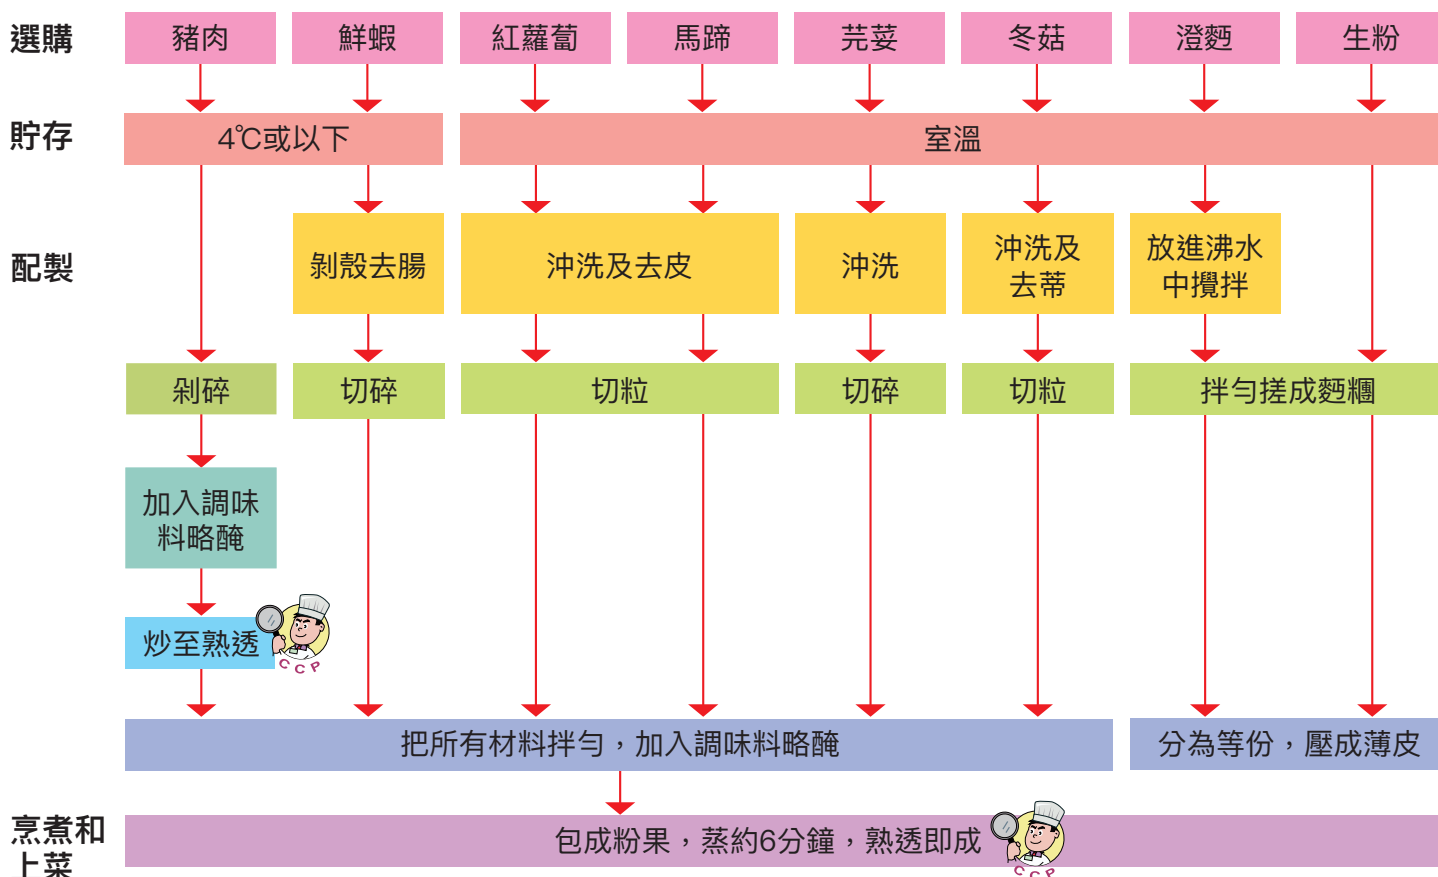 選購
豬肉
鮮蝦
紅蘿蔔
馬蹄
芫荽
冬菇
澄麪
生粉
貯存
4℃或以下
室溫
配製
剝殼去腸
沖洗及去皮
沖洗
沖洗及
去蒂
放進沸水
中攪拌
剁碎
切碎
切粒
切碎
切粒
拌勻搓成麪糰
加入調味
料略醃
炒至熟透
CCP
把所有材料拌勻，加入調味料略醃
分為等份，壓成薄皮
烹煮和
上菜
包成粉果，蒸約6分鐘，熟透即成
CCP